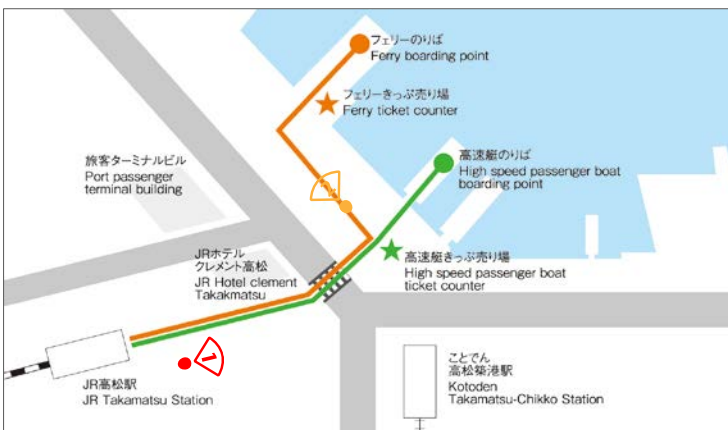 フェリーのりば
Ferry boarding point
フェリーきっぷ売り場
Ferry ticket counter
旅客ターミナルビル
Port passenger
terminal building
高速艇のりば
High speed passenger boat
boarding point
JRホテル
クレメント高松
JR Hotel clement
Takakmatsu
高速艇きっぷ売り場
High speed passenger boat
ticket counter
1
2
JR高松駅
JR Takamatsu Station
ことでん
高松築港駅
Kotoden
Takamatsu-Chikko Station